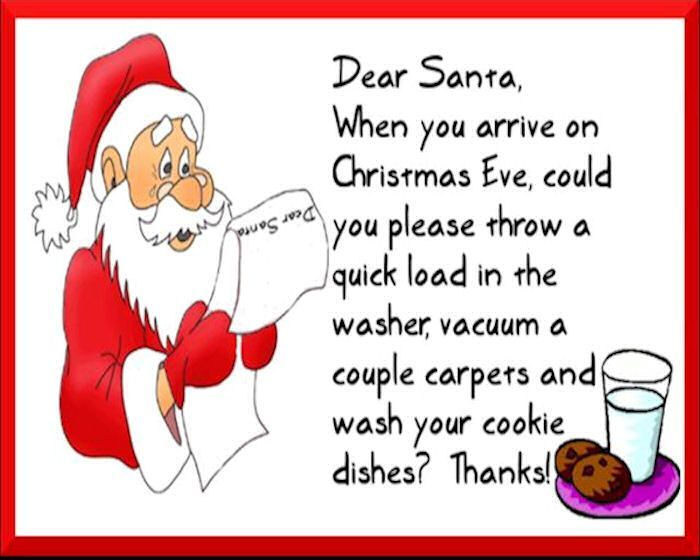 Dear Santa,
When you arrive on
Christmas Eve, could
you please throw a
quick load in the
washer, vacuum a
couple carpets and
wash your cookie
dishes? Thanks!
Dear Santa